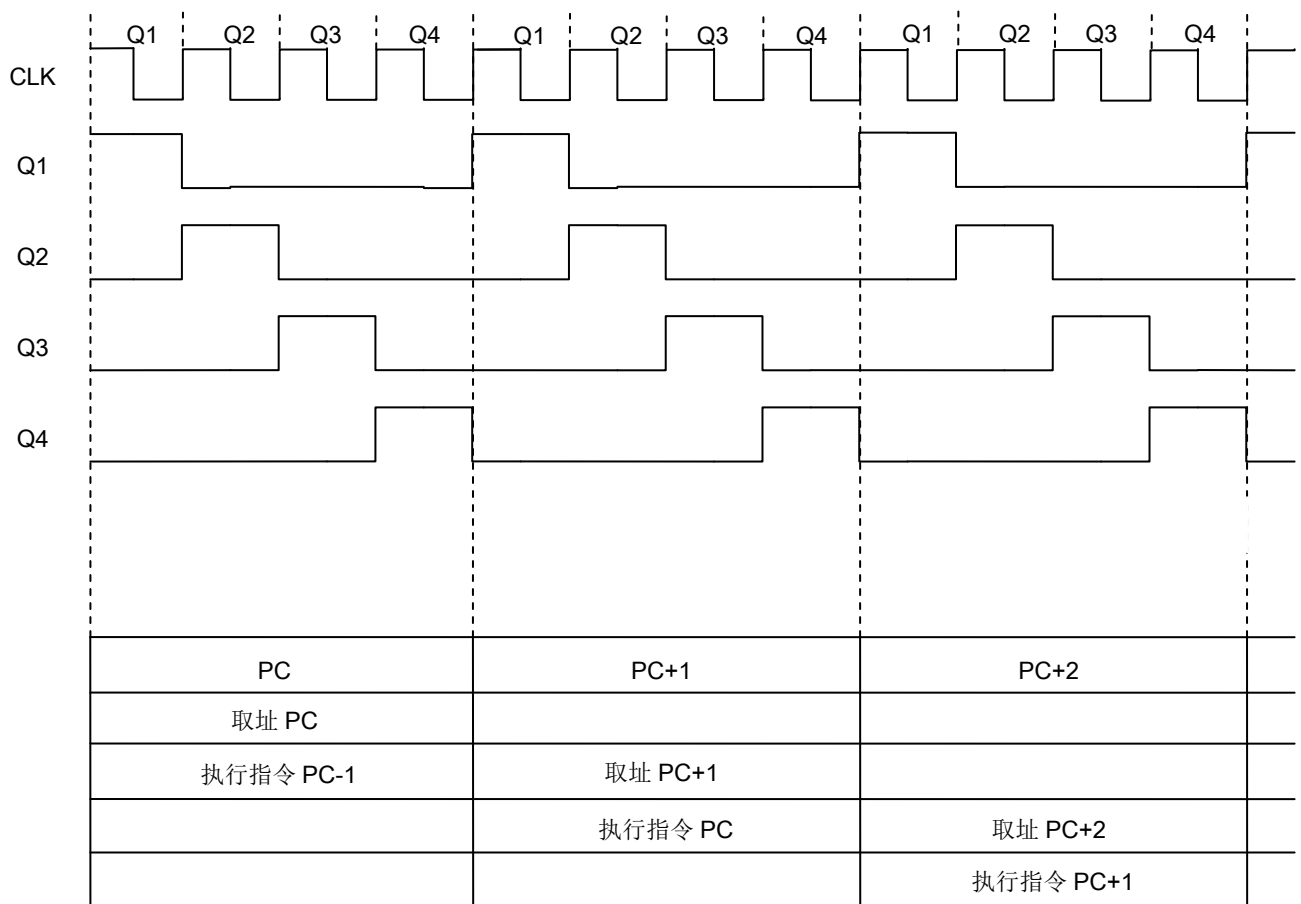 Q1 Q2 Q3 Q4 Q1 Q2 Q3 Q4 Q1 Q2 Q3 Q4
CLK
Q1
Q2
Q3
Q4
PC PC+1 PC+2
取址 PC
执行指令 PC-1 取址 PC+1
执行指令 PC 取址 PC+2
执行指令 PC+1